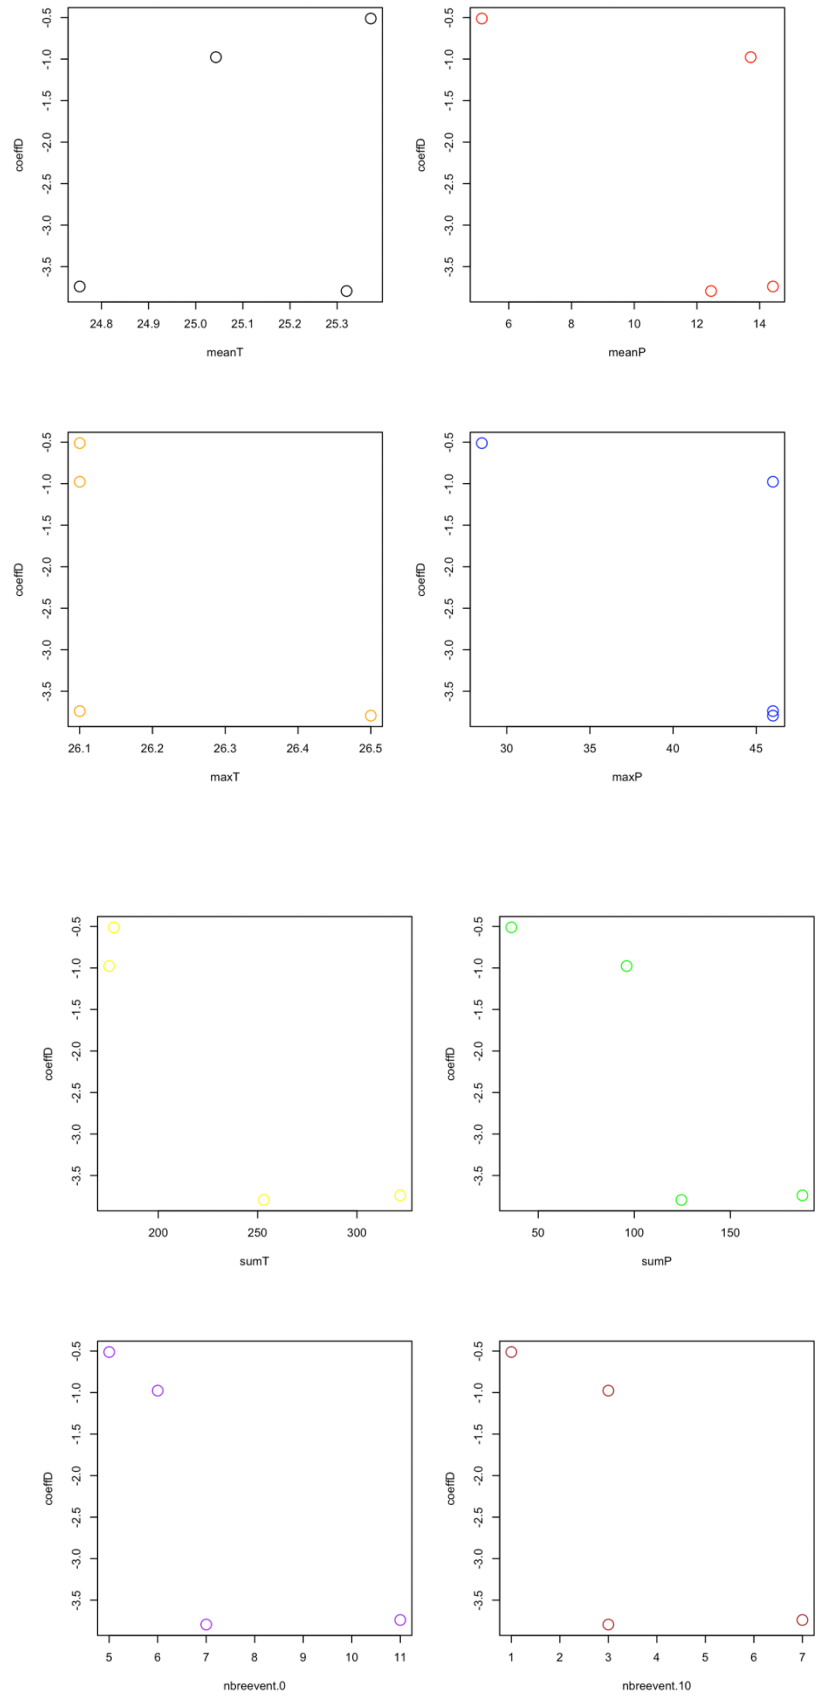 -0.5 -1.0 -1.5 -2.0 -2.5 -3.0 -3.5
coeffD
24.8 24.9 25.0 25.1 25.2 25.3
meanT
-0.5 -1.0 -1.5 -2.0 -2.5 -3.0 -3.5
coeffD
6 8 10 12 14
meanP
-0.5 -1.0 -1.5 -2.0 -2.5 -3.0 -3.5
coeffD
26.1 26.2 26.3 26.4 26.5
maxT
-0.5 -1.0 -1.5 -2.0 -2.5 -3.0 -3.5
coeffD
30 35 40 45
maxP
-0.5 -1.0 -1.5 -2.0 -2.5 -3.0 -3.5
coeffD
200 250 300
sumT
-0.5 -1.0 -1.5 -2.0 -2.5 -3.0 -3.5
coeffD
50 100 150
sumP
-0.5 -1.0 -1.5 -2.0 -2.5 -3.0 -3.5
coeffD
5 6 7 8 9 10 11
nbreevent.0
-0.5 -1.0 -1.5 -2.0 -2.5 -3.0 -3.5
coeffD
1 2 3 4 5 6 7
nbreevent.10